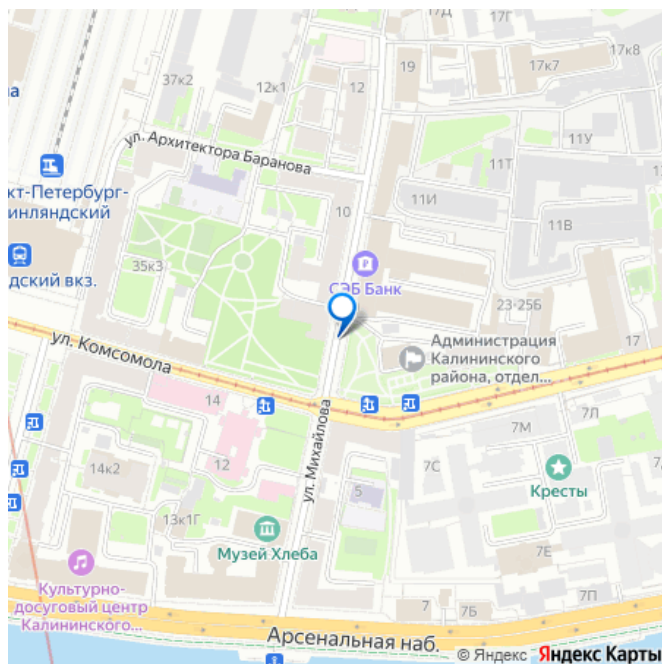 17Д
17Г
17к8
19
17к7
37к2
12к1
12
а
11У
ул. Архитектора Баранова
11Т
кт-Петербург-
инляндский
11И
10
11В
35к3
дский вкз.
СЭБ Банк
23-25Б
Администрация
Калининского
района, отдел...
17
ул. Комсомола
14
ул. Михайлова
7Л
7М
12
14к2
7С
7
Кресты
5
13к1Г
Музей Хлеба
7Е
Культурно-
досуговый центр
Калининского...
7
7Б
7П
Арсенальная наб.
© Яндекс Яндекс Карты